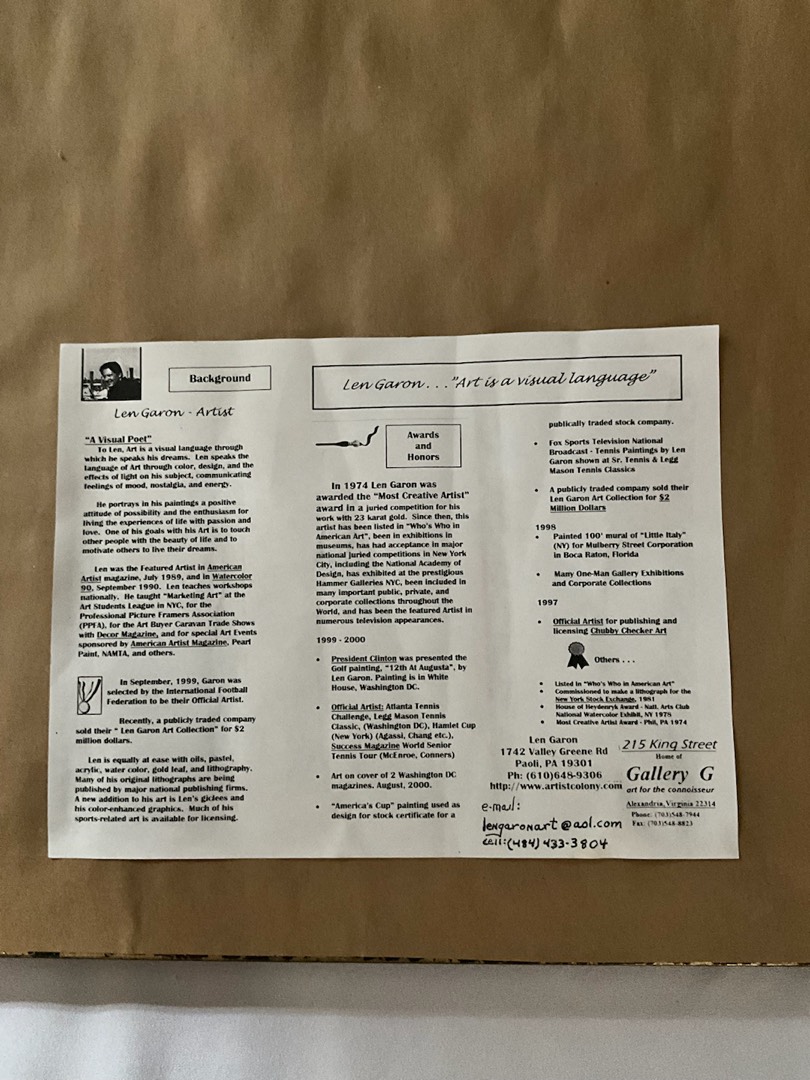 Background
Len Garon - Artist
"A Visual Poet"
To Len, Art is a visual language through
which he speaks his dreams. Len speaks the
language of Art through color, design, and the
effects of light on his subject, communicating
feelings of mood, nostalgia, and energy.
He portrays in his paintings a positive
attitude of possibility and the enthusiasm for
living the experiences of life with passion and
love. One of his goals with his Art is to touch
other people with the beauty of life and to
motivate others to live their dreams.
Len was the Featured Artist in American
Artist magazine, July 1989, and in Watercolor
90, September 1990. Len teaches workshops
nationally. He taught "Marketing Art" at the
Art Students League in NYC, for the
Professional Picture Framers Association
(PPFA), for the Art Buyer Caravan Trade Shows
with Decor Magazine, and for special Art Events
sponsored by American Artist Magazine, Pearl
Paint, NAMTA, and others.
In September, 1999, Garon was
selected by the International Football
Federation to be their Official Artist.
Recently, a publicly traded company
sold their " Len Garon Art Collection" for $2
million dollars.
Len is equally at ease with oils, pastel,
acrylic, water color, gold leaf, and lithography.
Many of his original lithographs are being
published by major national publishing firms.
A new addition to his art is Len's giclees and
his color-enhanced graphics. Much of his
sports-related art is available for licensing.
Len Garon . . ."Art is a visual language"
Awards
and
Honors
In 1974 Len Garon was
awarded the "Most Creative Artist"
award in a juried competition for his
work with 23 karat gold. Since then, this
artist has been listed in "Who's Who in
American Art", been in exhibitions in
museums, has had acceptance in major
national juried competitions in New York
City, including the National Academy of
Design, has exhibited at the prestigious
Hammer Galleries NYC, been included in
many important public, private, and
corporate collections throughout the
World, and has been the featured Artist in
numerous television appearances.
1999 - 2000
• President Clinton was presented the
Golf painting, "12th At Augusta", by
Len Garon. Painting is in White
House, Washington DC.
• Official Artist: Atlanta Tennis
Challenge, Legg Mason Tennis
Classic, (Washington DC), Hamlet Cup
(New York) (Agassi, Chang etc.),
Success Magazine World Senior
Tennis Tour (McEnroe, Conners)
• Art on cover of 2 Washington DC
magazines. August, 2000.
• "America's Cup" painting used as
design for stock certificate for a
publically traded stock company.
• Fox Sports Television National
Broadcast - Tennis Paintings by Len
Garon shown at Sr. Tennis & Legg
Mason Tennis Classics
• A publicly traded company sold their
Len Garon Art Collection for $2
Million Dollars
1998
• Painted 100' mural of "Little Italy"
(NY) for Mulberry Street Corporation
in Boca Raton, Florida
• Many One-Man Gallery Exhibitions
and Corporate Collections
1997
• Official Artist for publishing and
licensing Chubby Checker Art
Others . . .
• Listed in "Who's Who in American Art"
• Commissioned to make a lithograph for the
New York Stock Exchange, 1981
• House of Heydenryk Award - Natl. Arts Club
National Watercolor Exhibit, NY 1975
• Most Creative Artist Award - Phil, PA 1974
Len Garon
1742 Valley Greene Rd
Paoli, PA 19301
Ph: (610)648-9306
http://www.artistcolony.com
e-mail:
lengaronart@aol.com
cell:(484) 433-3804
215 King Street
Home of
Gallery G
art for the connoisseur
Alexandria, Virginia 22314
Phone: (703)548-7944
Fax: (703)548-8823